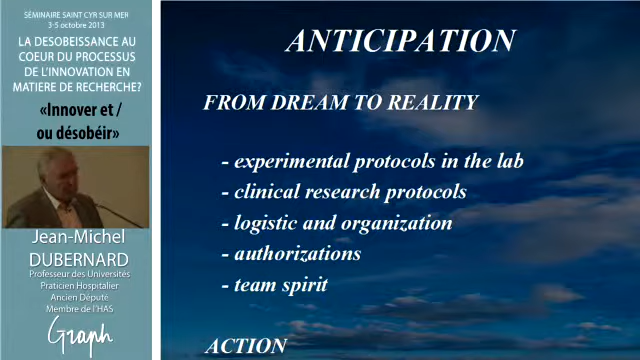 SÉMINAIRE SAINT CYR SUR MER
3-5 octobre 2013
LA DESOBEISSANCE AU
COEUR DU PROCESSUS
DE L'INNOVATION EN
MATIERE DE RECHERCHE?
«Innover et /
ou désobéir»
Jean-Michel
DUBERNARD
Professeur des Universités
Praticien Hospitalier
Ancien Député
Membre de l'HAS
Graph
ANTICIPATION
FROM DREAM TO REALITY
- experimental protocols in the lab
- clinical research protocols
- logistic and organization
- authorizations
- team spirit
ACTION